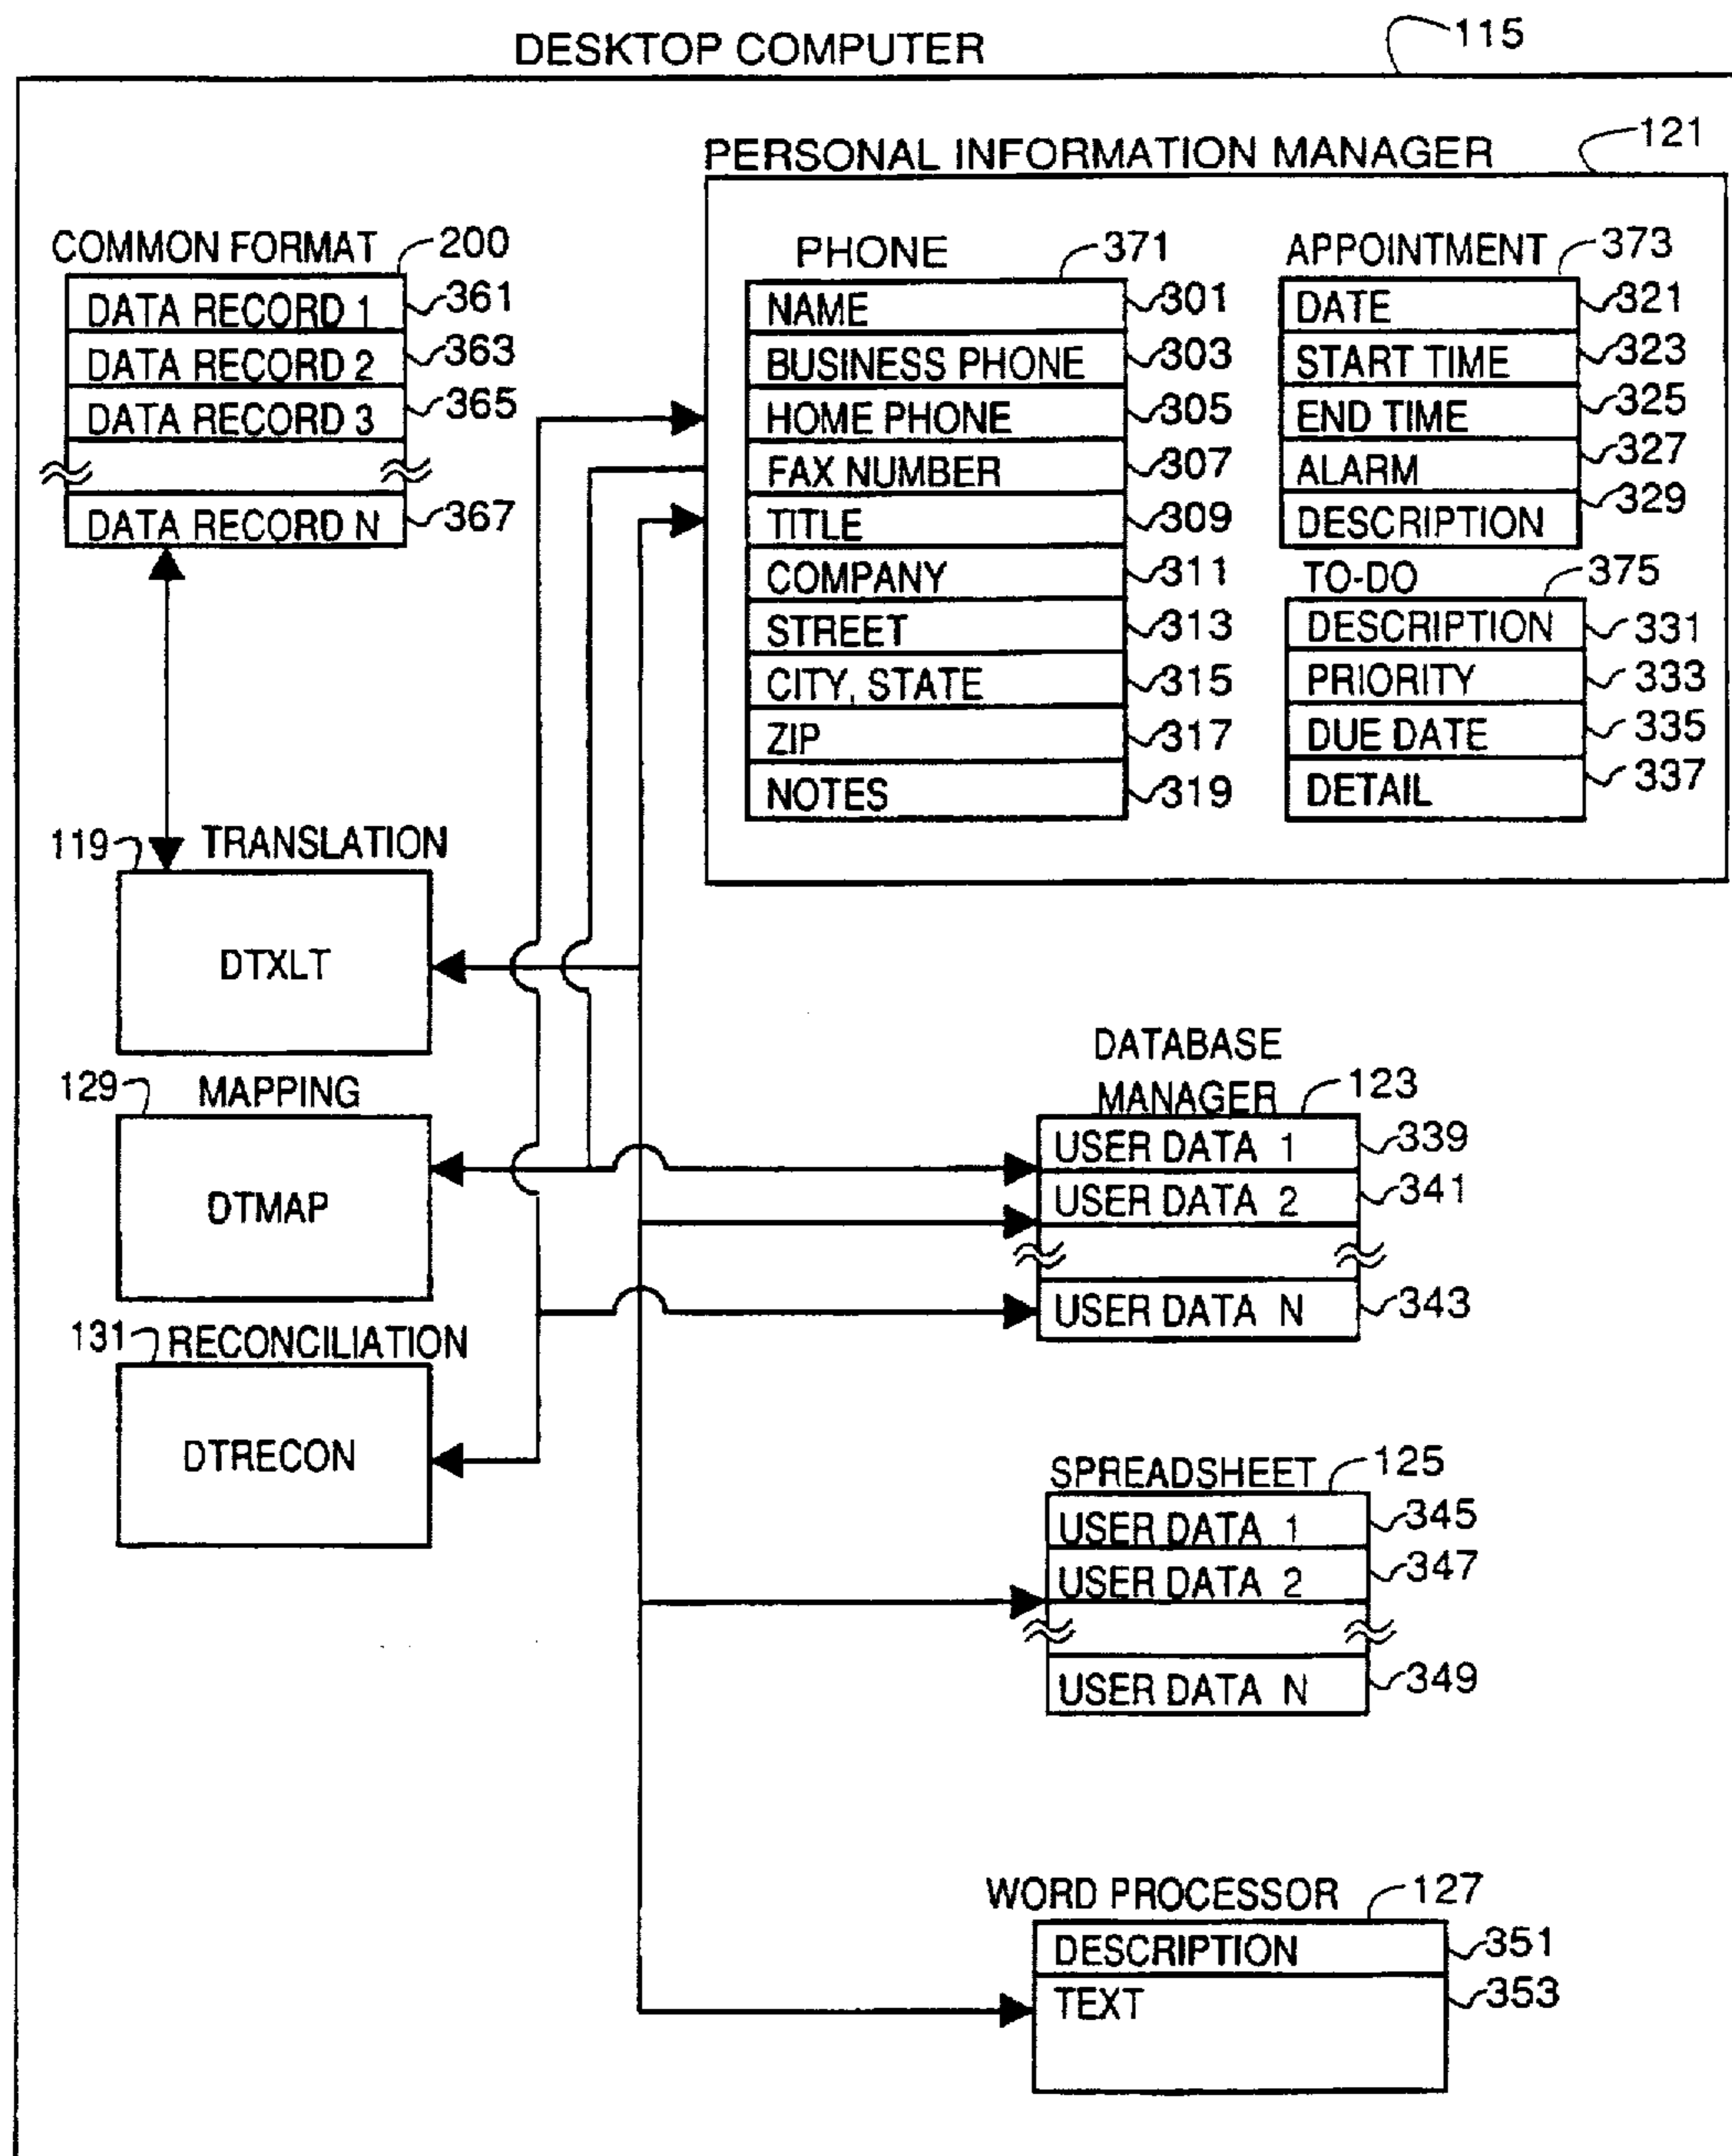 DESKTOP COMPUTER 115
PERSONAL INFORMATION MANAGER 121
COMMON FORMAT 200
DATA RECORD 1 361
DATA RECORD 2 363
DATA RECORD 3 365
DATA RECORD N 367
PHONE 371
NAME 301
BUSINESS PHONE 303
HOME PHONE 305
FAX NUMBER 307
TITLE 309
COMPANY 311
STREET 313
CITY, STATE 315
ZIP 317
NOTES 319
APPOINTMENT 373
DATE 321
START TIME 323
END TIME 325
ALARM 327
DESCRIPTION 329
TO-DO 375
DESCRIPTION 331
PRIORITY 333
DUE DATE 335
DETAIL 337
119 TRANSLATION
DTXLT
129 MAPPING
DTMAP
131 RECONCILIATION
DTRECON
DATABASE
MANAGER 123
USER DATA 1 339
USER DATA 2 341
USER DATA N 343
SPREADSHEET 125
USER DATA 1 345
USER DATA 2 347
USER DATA N 349
WORD PROCESSOR 127
DESCRIPTION 351
TEXT 353